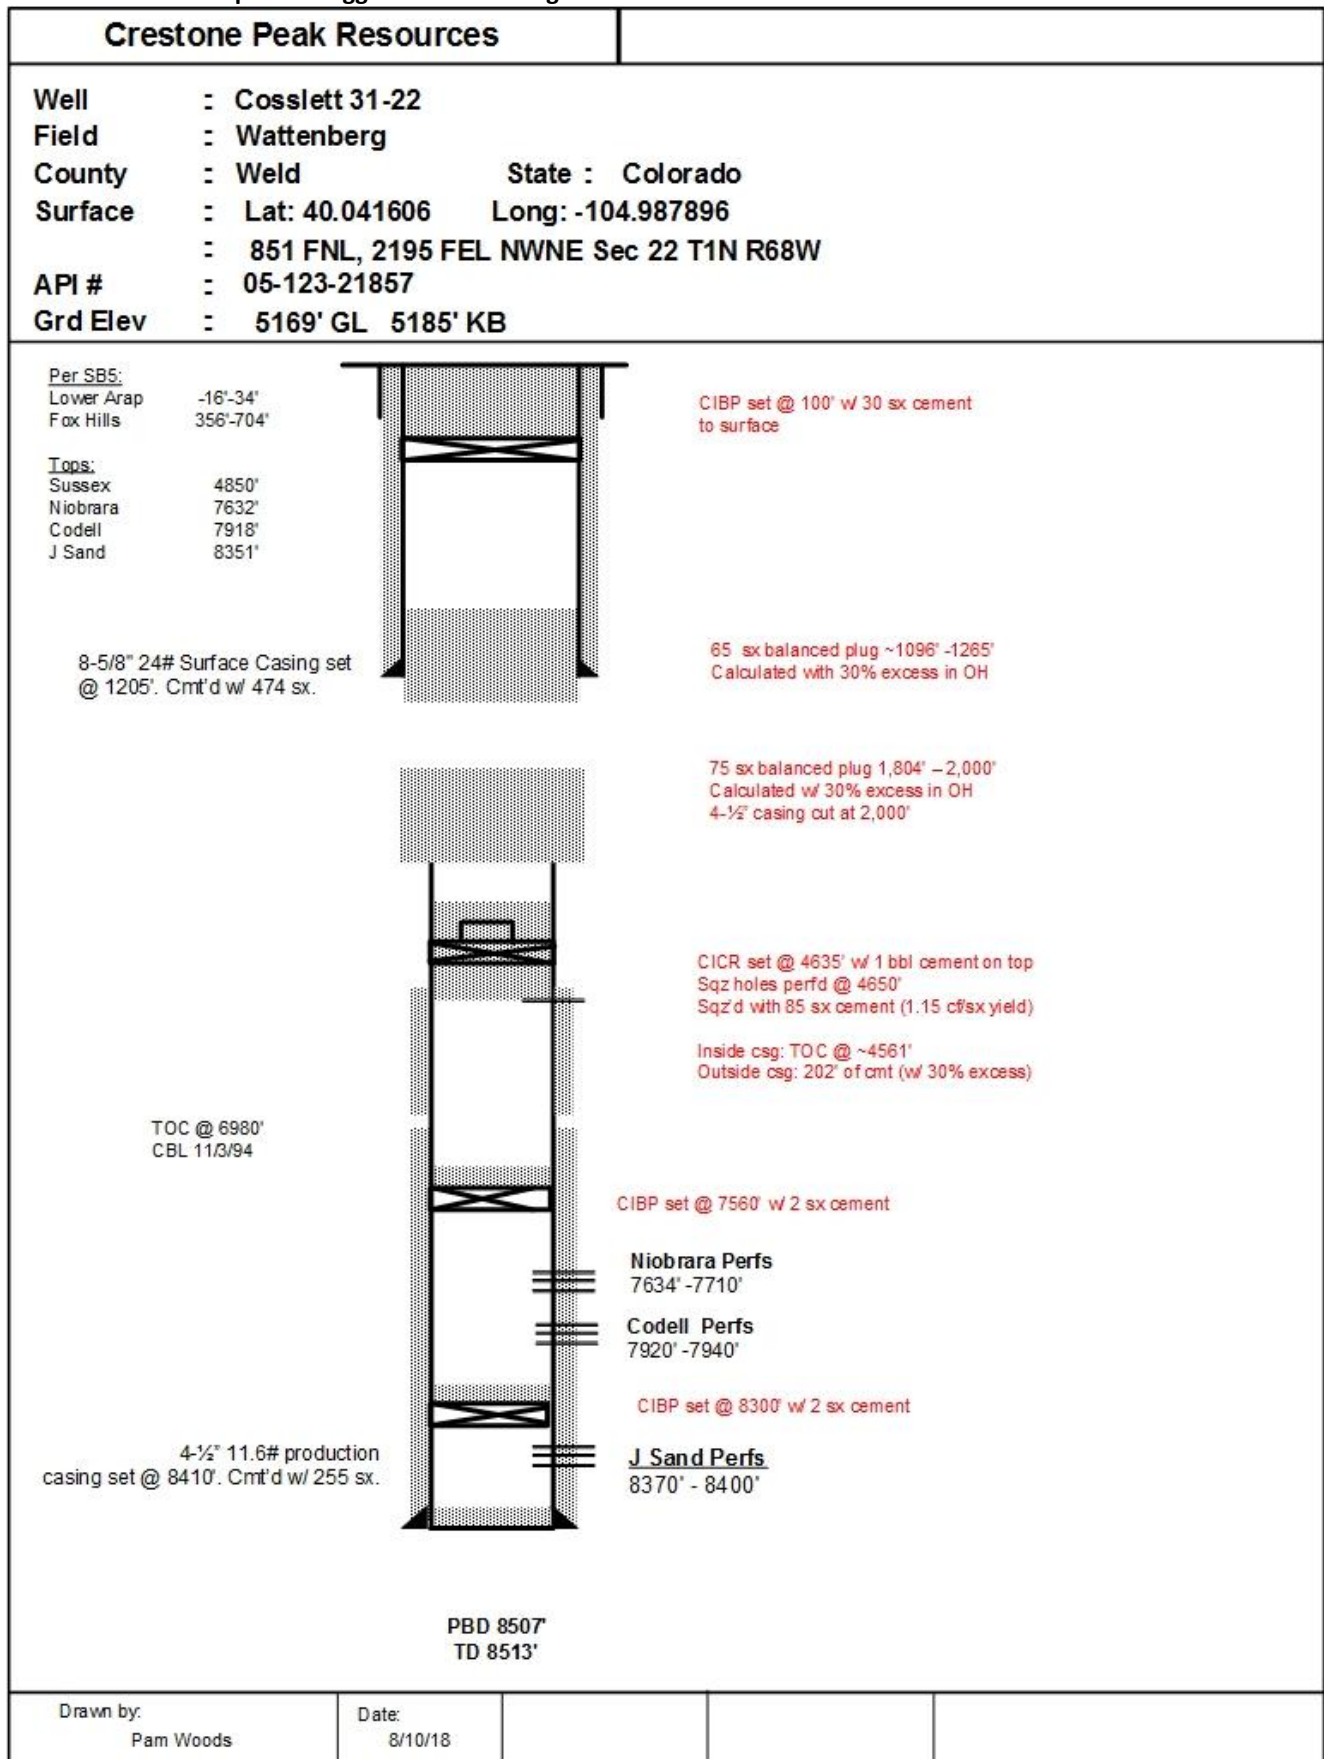 Crestone Peak Resources
Well : Cosslett 31-22
Field : Wattenberg
County : Weld State : Colorado
Surface : Lat: 40.041606 Long: -104.987896
: 851 FNL, 2195 FEL NWNE Sec 22 T1N R68W
API # : 05-123-21857
Grd Elev : 5169' GL 5185' KB
Per SB5:
Lower Arap -16'-34'
Fox Hills 356'-704'
Tops:
Sussex 4850'
Niobrara 7632'
Codell 7918'
J Sand 8351'
CIBP set @ 100' w/ 30 sx cement
to surface
8-5/8" 24# Surface Casing set
@ 1205'. Cmt'd w/ 474 sx.
65 sx balanced plug ~1096' -1265'
Calculated with 30% excess in OH
75 sx balanced plug 1,804' – 2,000'
Calculated w/ 30% excess in OH
4-½" casing cut at 2,000'
CICR set @ 4635' w/ 1 bbl cement on top
Sqz holes perf'd @ 4650'
Sqz'd with 85 sx cement (1.15 cf/sx yield)
Inside csg: TOC @ ~4561'
Outside csg: 202' of cmt (w/ 30% excess)
TOC @ 6980'
CBL 11/3/94
CIBP set @ 7560' w/ 2 sx cement
Niobrara Perfs
7634' -7710'
Codell Perfs
7920' -7940'
CIBP set @ 8300' w/ 2 sx cement
4-½" 11.6# production
casing set @ 8410'. Cmt'd w/ 255 sx.
J Sand Perfs
8370' - 8400'
PBD 8507'
TD 8513'
Drawn by:
Pam Woods
Date:
8/10/18